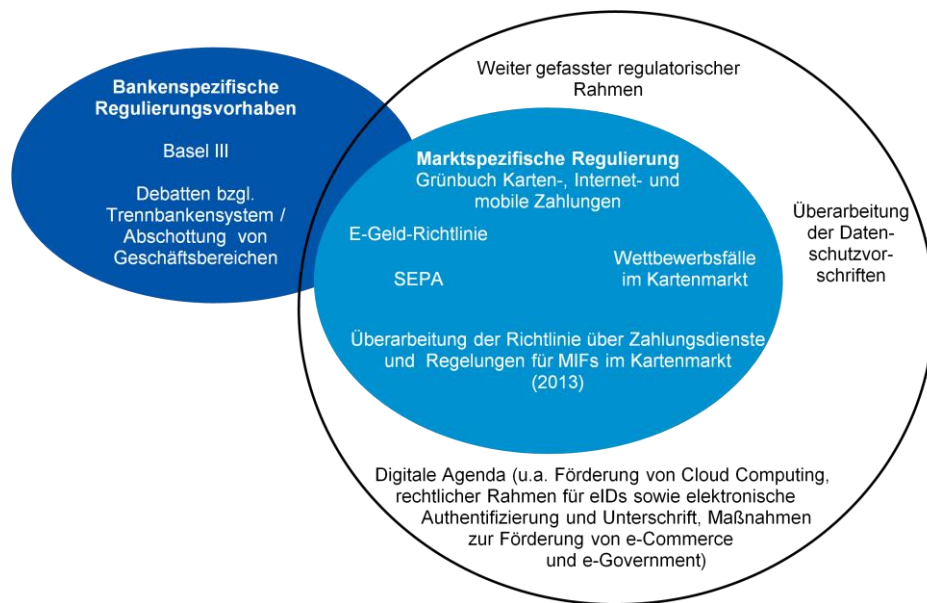 Weiter gefasster regulatorischer
Rahmen
Bankenspezifische
Regulierungsvorhaben
Basel III
Debatten bzgl.
Trennbankensystem /
Abschottung von
Geschäftsbereichen
Marktspezifische Regulierung
Grünbuch Karten-, Internet- und
mobile Zahlungen
E-Geld-Richtlinie
SEPA
Wettbewerbsfälle
im Kartenmarkt
Überarbeitung der Richtlinie über Zahlungsdienste
und Regelungen für MIFs im Kartenmarkt
(2013)
Überarbeitung
der Daten-
schutzvor-
schriften
Digitale Agenda (u.a. Förderung von Cloud Computing,
rechtlicher Rahmen für eIDs sowie elektronische
Authentifizierung und Unterschrift, Maßnahmen
zur Förderung von e-Commerce
und e-Government)